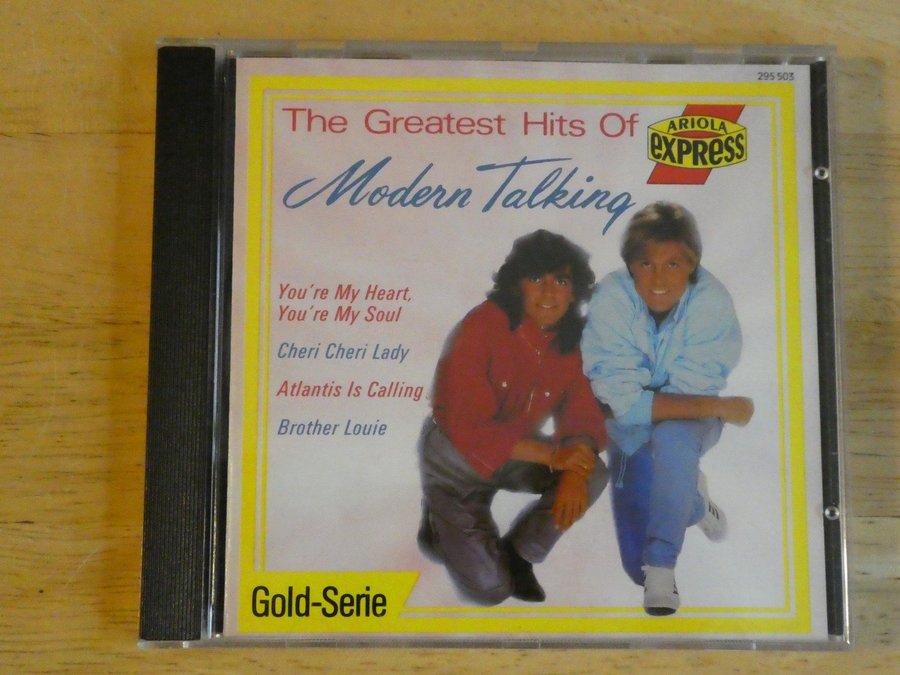 295 503
The Greatest Hits Of
ARIOLA
EXPRESS
Modern Talking
You're My Heart,
You're My Soul
Cheri Cheri Lady
Atlantis Is Calling
Brother Louie
Gold-Serie